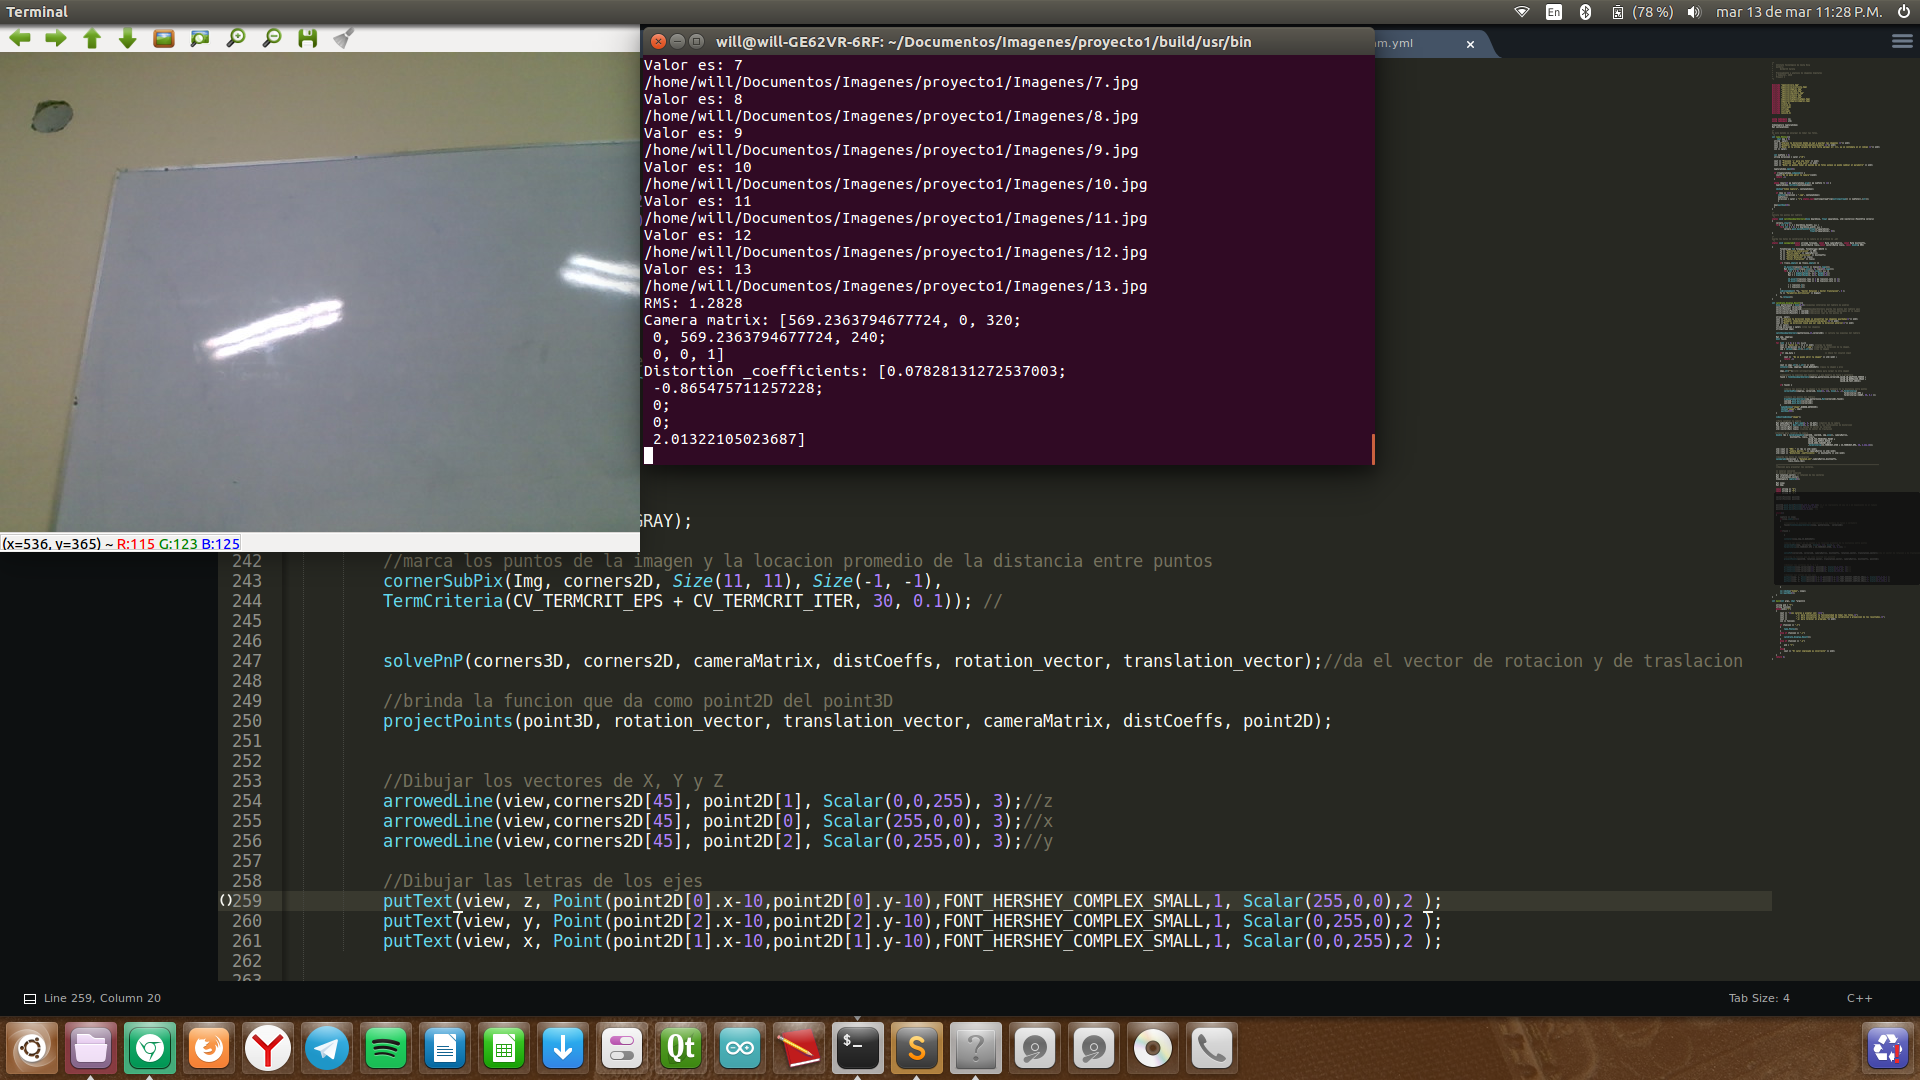 Terminal
En
(78 %)
mar 13 de mar 11:28 P.M.
will@will-GE62VR-6RF: ~/Documentos/Imagenes/proyecto1/build/usr/bin
m.yml
Valor es: 7
/home/will/Documentos/Imagenes/proyecto1/Imagenes/7.jpg
Valor es: 8
/home/will/Documentos/Imagenes/proyecto1/Imagenes/8.jpg
Valor es: 9
/home/will/Documentos/Imagenes/proyecto1/Imagenes/9.jpg
Valor es: 10
/home/will/Documentos/Imagenes/proyecto1/Imagenes/10.jpg
Valor es: 11
/home/will/Documentos/Imagenes/proyecto1/Imagenes/11.jpg
Valor es: 12
/home/will/Documentos/Imagenes/proyecto1/Imagenes/12.jpg
Valor es: 13
/home/will/Documentos/Imagenes/proyecto1/Imagenes/13.jpg
RMS: 1.2828
Camera matrix: [569.2363794677724, 0, 320;
0, 569.2363794677724, 240;
0, 0, 1]
Distortion _coefficients: [0.07828131272537003;
-0.865475711257228;
0;
0;
2.01322105023687]
(x=536, y=365) ~ R:115 G:123 B:125
GRAY);
242 //marca los puntos de la imagen y la locacion promedio de la distancia entre puntos
243 cornerSubPix(Img, corners2D, Size(11, 11), Size(-1, -1),
244 TermCriteria(CV_TERMCRIT_EPS + CV_TERMCRIT_ITER, 30, 0.1)); //
245
246
247 solvePnP(corners3D, corners2D, cameraMatrix, distCoeffs, rotation_vector, translation_vector);//da el vector de rotacion y de traslacion
248
249 //brinda la funcion que da como point2D del point3D
250 projectPoints(point3D, rotation_vector, translation_vector, cameraMatrix, distCoeffs, point2D);
251
252
253 //Dibujar los vectores de X, Y y Z
254 arrowedLine(view,corners2D[45], point2D[1], Scalar(0,0,255), 3);//z
255 arrowedLine(view,corners2D[45], point2D[0], Scalar(255,0,0), 3);//x
256 arrowedLine(view,corners2D[45], point2D[2], Scalar(0,255,0), 3);//y
257
258 //Dibujar las letras de los ejes
()259 putText(view, z, Point(point2D[0].x-10,point2D[0].y-10),FONT_HERSHEY_COMPLEX_SMALL,1, Scalar(255,0,0),2 );
260 putText(view, y, Point(point2D[2].x-10,point2D[2].y-10),FONT_HERSHEY_COMPLEX_SMALL,1, Scalar(0,255,0),2 );
261 putText(view, x, Point(point2D[1].x-10,point2D[1].y-10),FONT_HERSHEY_COMPLEX_SMALL,1, Scalar(0,0,255),2 );
262
263
Line 259, Column 20
Tab Size: 4
C++
Qt
S